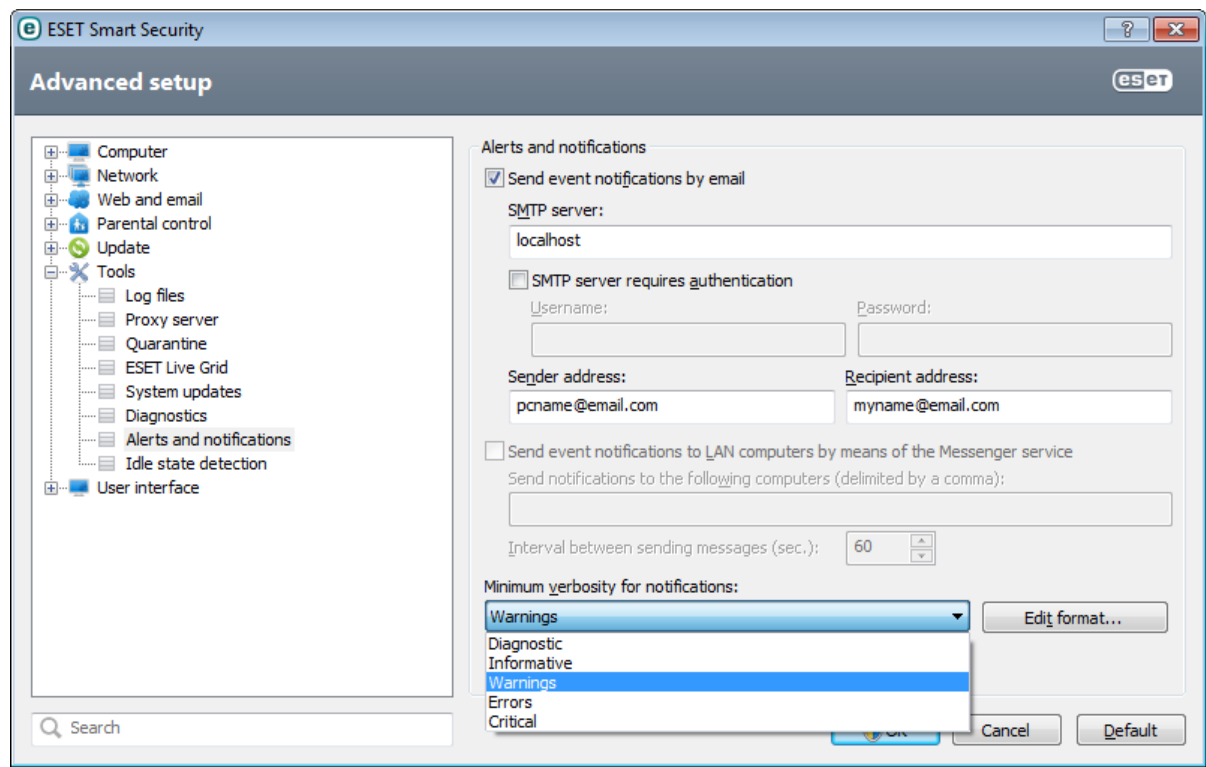 ESET Smart Security
Advanced setup
eset
Computer
Network
Web and email
Parental control
Update
Tools
Log files
Proxy server
Quarantine
ESET Live Grid
System updates
Diagnostics
Alerts and notifications
Idle state detection
User interface
Search
Alerts and notifications
Send event notifications by email
SMTP server:
localhost
SMTP server requires authentication
Username: Password:
Sender address: Recipient address:
pcname@email.com myname@email.com
Send event notifications to LAN computers by means of the Messenger service
Send notifications to the following computers (delimited by a comma):
Interval between sending messages (sec.): 60
Minimum verbosity for notifications:
Warnings Edit format...
Diagnostic
Informative
Warnings
Errors
Critical
Cancel Default